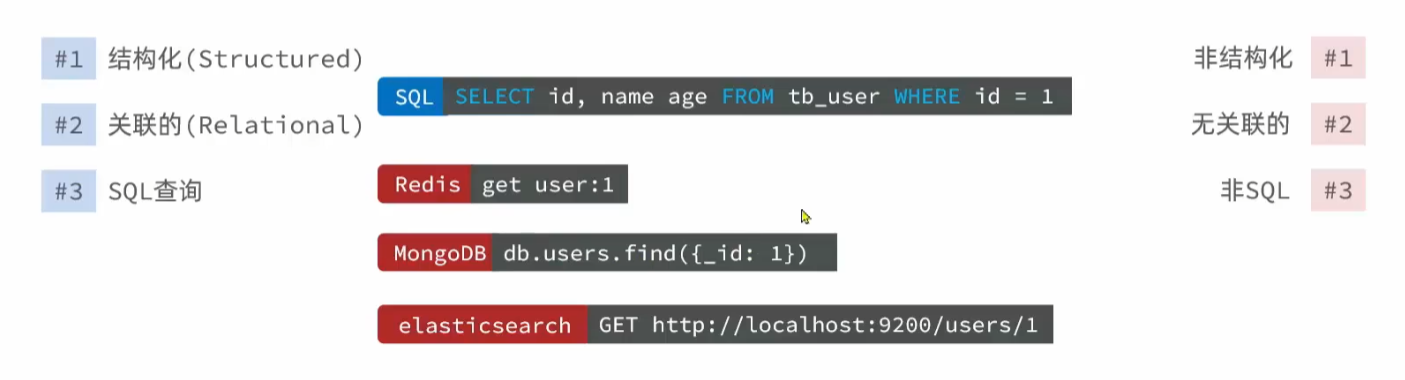 #1 结构化(Structured)
#2 关联的(Relational)
#3 SQL查询
SQL SELECT id, name age FROM tb_user WHERE id = 1
Redis get user:1
MongoDB db.users.find({_id: 1})
elasticsearch GET http://localhost:9200/users/1
非结构化 #1
无关联的 #2
非SQL #3